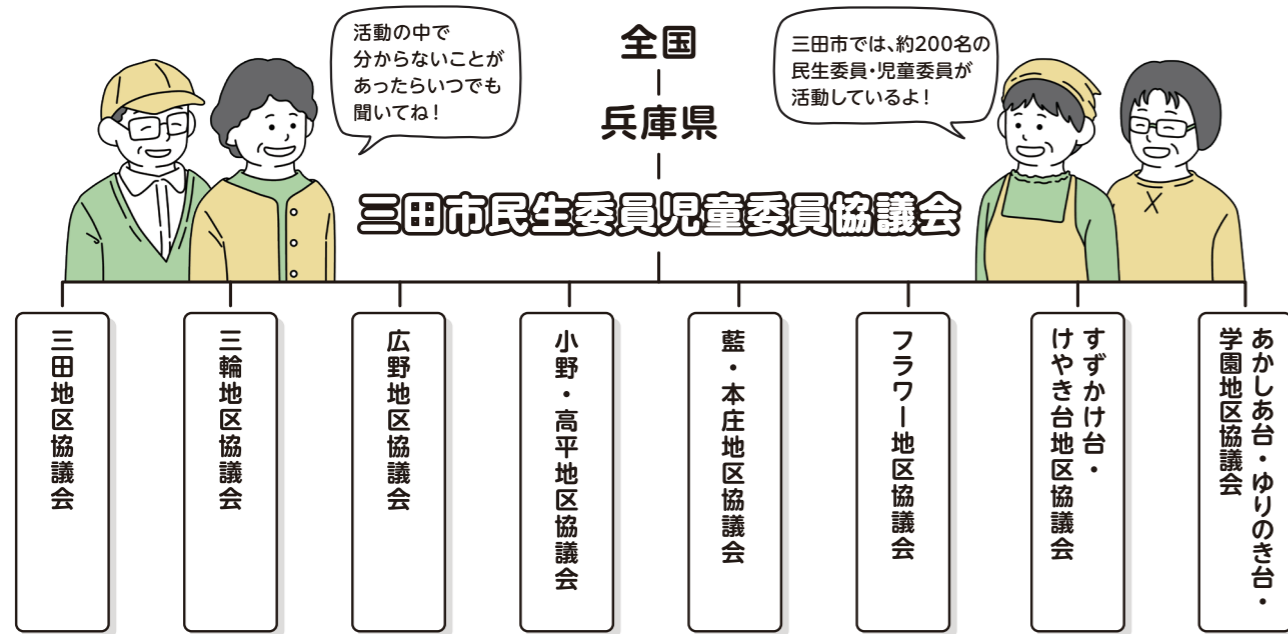 活動の中で
分からないことが
あったらいつでも
聞いてね！
全国
兵庫県
三田市では、約200名の
民生委員・児童委員が
活動しているよ！
三田市民生委員児童委員協議会
三田地区協議会
三輪地区協議会
広野地区協議会
小野・高平地区協議会
藍・本庄地区協議会
フラワー地区協議会
すずかけ台・
けやき台地区協議会
あかしあ台・ゆりのき台・
学園地区協議会